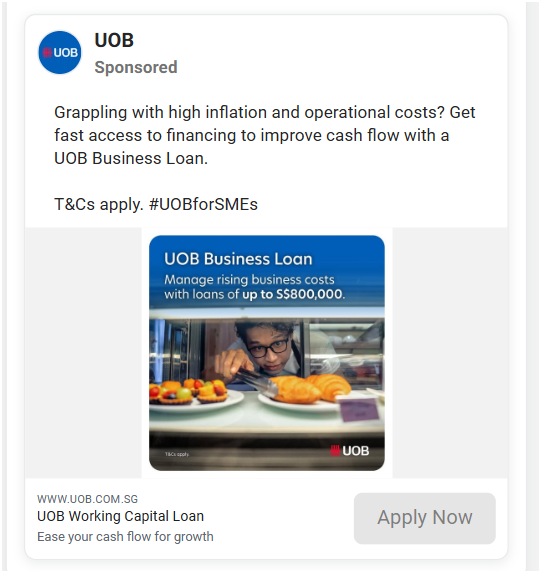 UOB
UOB
Sponsored
Grappling with high inflation and operational costs? Get
fast access to financing to improve cash flow with a
UOB Business Loan.
T&Cs apply. #UOBforSMEs
UOB Business Loan
Manage rising business costs
with loans of up to S$800,000.
T&Cs apply
UOB
WWW.UOB.COM.SG
UOB Working Capital Loan
Ease your cash flow for growth
Apply Now